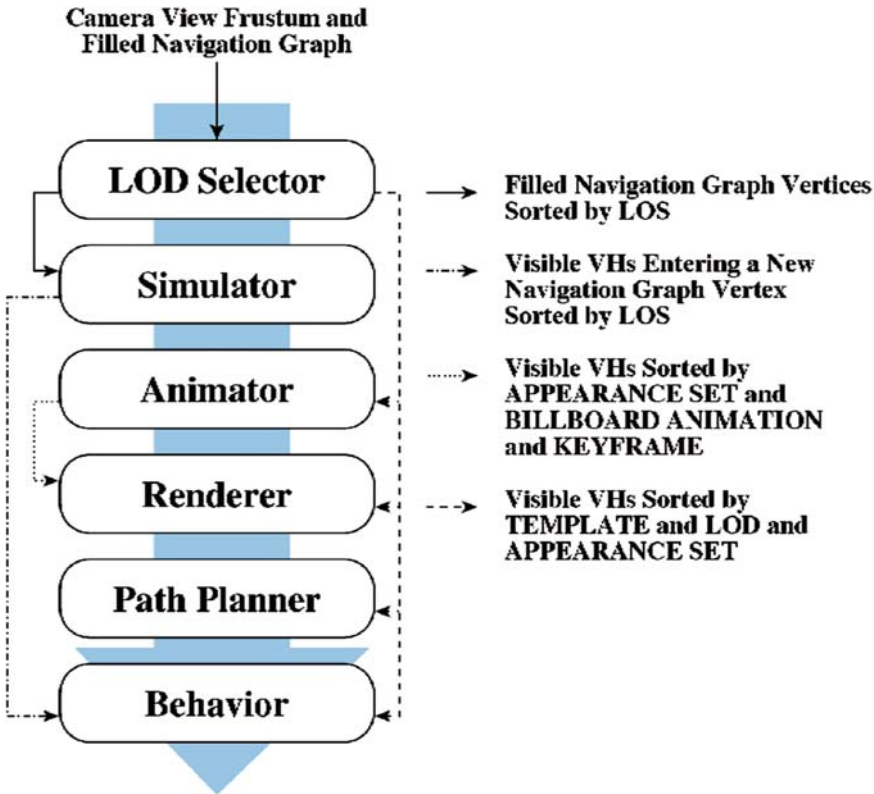 Camera View Frustum and
Filled Navigation Graph
LOD Selector
Simulator
Animator
Renderer
Path Planner
Behavior
Filled Navigation Graph Vertices
Sorted by LOS
Visible VHs Entering a New
Navigation Graph Vertex
Sorted by LOS
Visible VHs Sorted by
APPEARANCE SET and
BILLBOARD ANIMATION
and KEYFRAME
Visible VHs Sorted by
TEMPLATE and LOD and
APPEARANCE SET